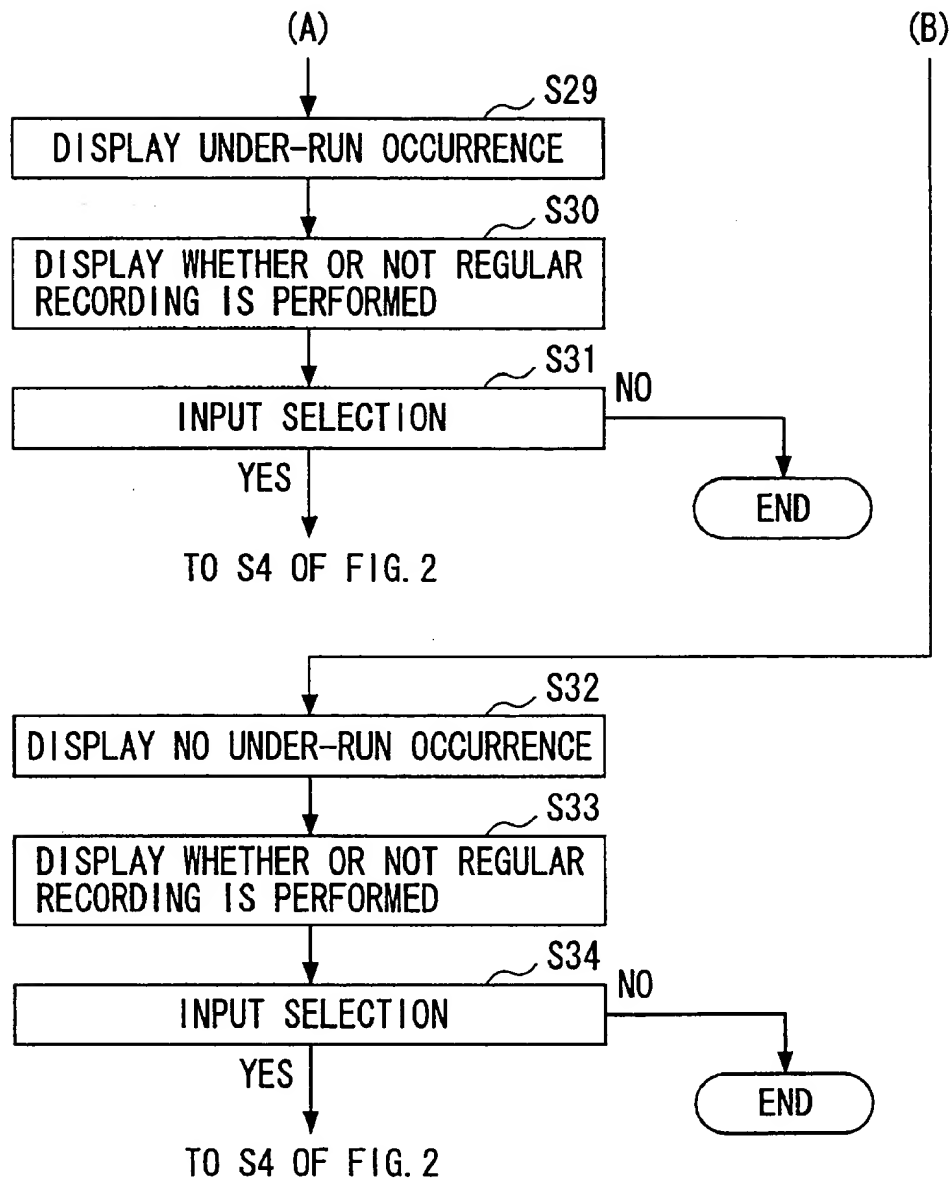 (A)
(B)
S29
DISPLAY UNDER-RUN OCCURRENCE
S30
DISPLAY WHETHER OR NOT REGULAR
RECORDING IS PERFORMED
S31
INPUT SELECTION
NO
YES
END
TO S4 OF FIG. 2
S32
DISPLAY NO UNDER-RUN OCCURRENCE
S33
DISPLAY WHETHER OR NOT REGULAR
RECORDING IS PERFORMED
S34
INPUT SELECTION
NO
YES
END
TO S4 OF FIG. 2